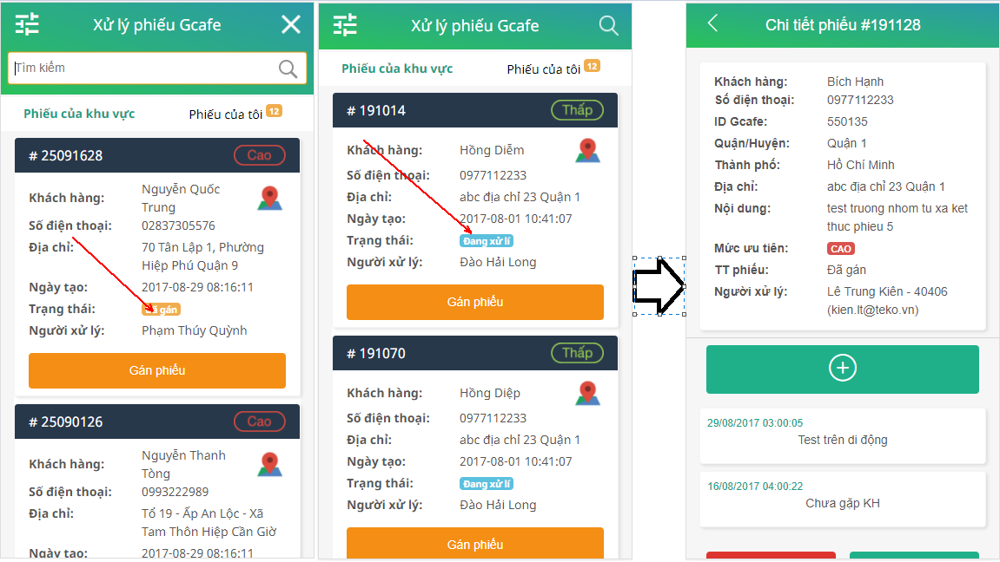 Xử lý phiếu Gcafe
Tìm kiếm
Phiếu của khu vực
Phiếu của tôi 12
# 25091628 Cao
Khách hàng: Nguyễn Quốc Trung
Số điện thoại: 02837305576
Địa chỉ: 70 Tân Lập 1, Phường
Hiệp Phú Quận 9
Ngày tạo: 2017-08-29 08:16:11
Trạng thái: gán
Người xử lý: Phạm Thúy Quỳnh
Gán phiếu
# 25090126 Cao
Khách hàng: Nguyễn Thanh Tòng
Số điện thoại: 0993222989
Địa chỉ: Tổ 19 - Ấp An Lộc - Xã
Tam Thôn Hiệp Cần Giờ
Ngày tạo: 2017-08-29 08:16:11
Xử lý phiếu Gcafe
Phiếu của khu vực
Phiếu của tôi 12
# 191014 Thấp
Khách hàng: Hồng Diễm
Số điện thoại: 0977112233
Địa chỉ: abc địa chỉ 23 Quận 1
Ngày tạo: 2017-08-01 10:41:07
Trạng thái: Đang xử lí
Người xử lý: Đào Hải Long
Gán phiếu
# 191070 Thấp
Khách hàng: Hồng Diệp
Số điện thoại: 0977112233
Địa chỉ: abc địa chỉ 23 Quận 1
Ngày tạo: 2017-08-01 10:41:07
Trạng thái: Đang xử lí
Người xử lý: Đào Hải Long
Gán phiếu
Chi tiết phiếu #191128
Khách hàng: Bích Hạnh
Số điện thoại: 0977112233
ID Gcafe: 550135
Quận/Huyện: Quận 1
Thành phố: Hồ Chí Minh
Địa chỉ: abc địa chỉ 23 Quận 1
Nội dung: test truong nhom tu xa ket
thuc phieu 5
Mức ưu tiên: CAO
TT phiếu: Đã gán
Người xử lý: Lê Trung Kiên - 40406
(kien.lt@teko.vn)
29/08/2017 03:00:05
Test trên di động
16/08/2017 04:00:22
Chưa gặp KH